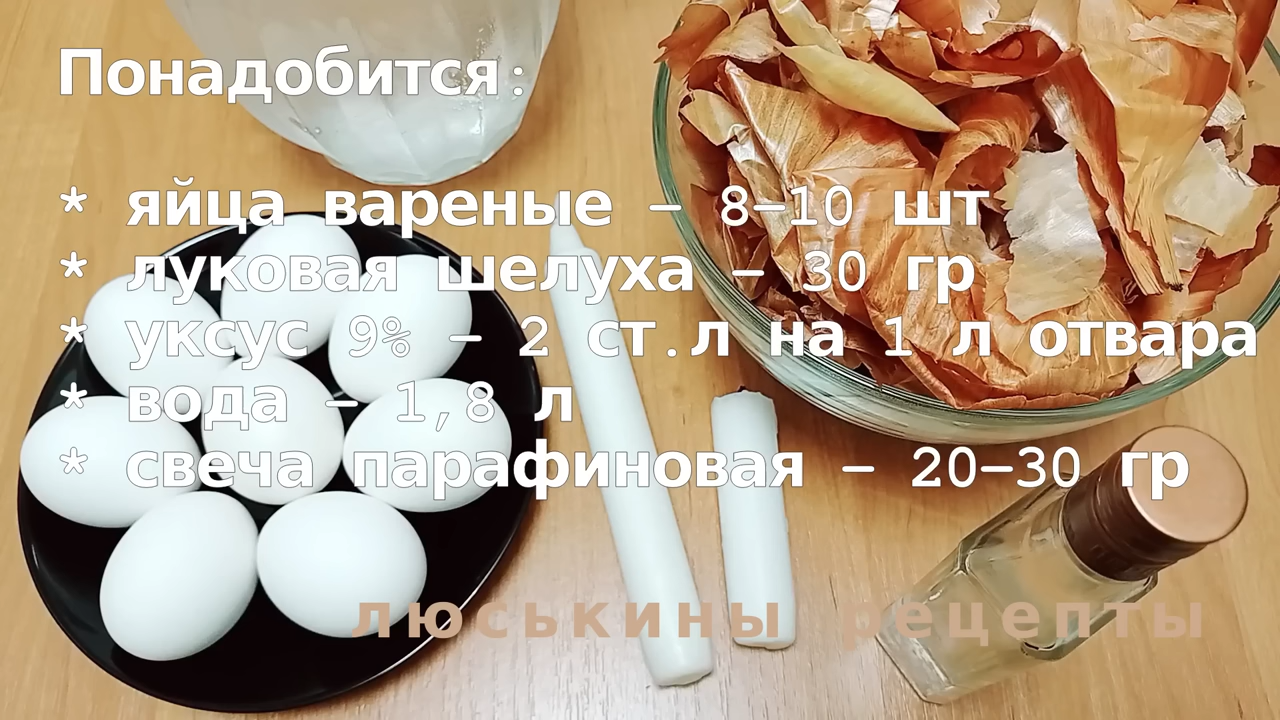 Понадобится:
* яйца вареные – 8–10 шт
* луковая шелуха – 30 гр
* уксус 9% – 2 ст.л на 1 л отвара
* вода – 1,8 л
* свеча парафиновая – 20–30 гр
люськины рецепты